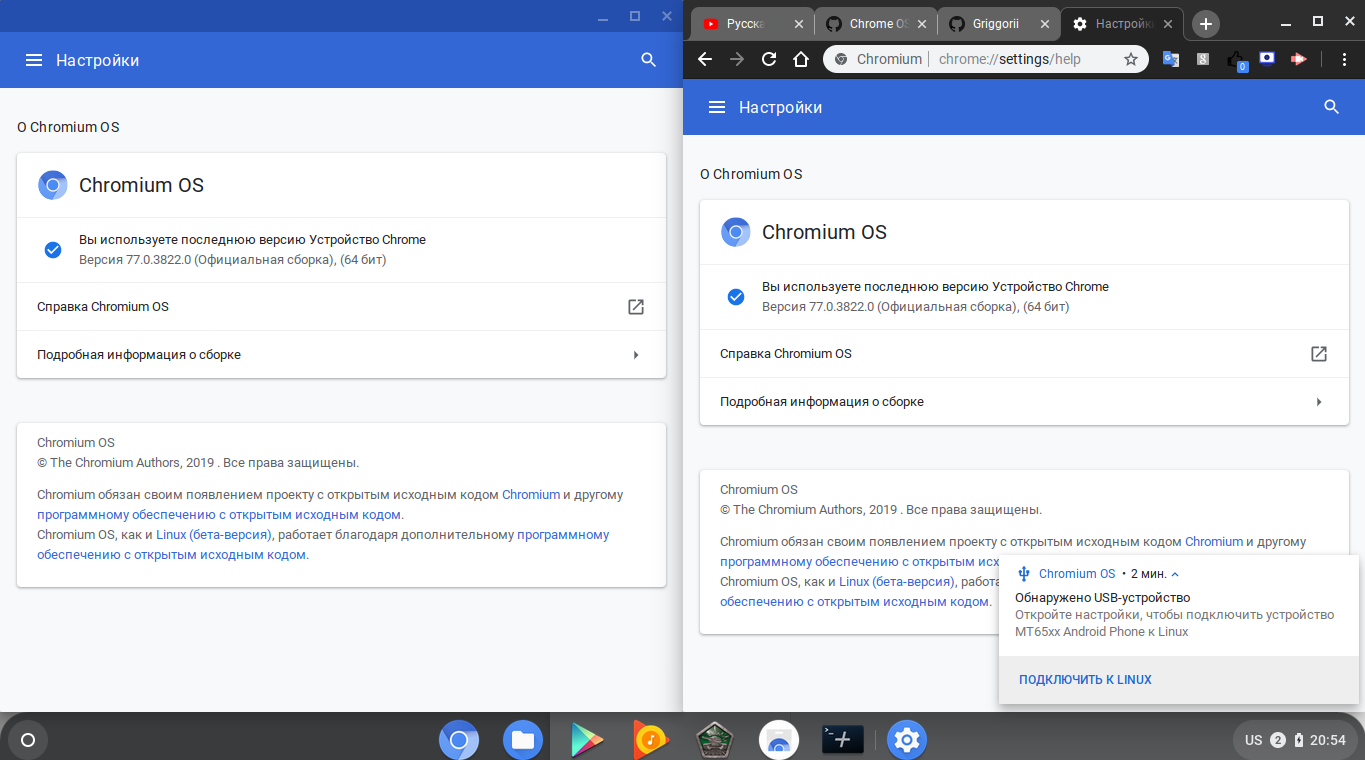 Настройки
О Chromium OS
Chromium OS
Вы используете последнюю версию Устройство Chrome
Версия 77.0.3822.0 (Официальная сборка), (64 бит)
Справка Chromium OS
Подробная информация о сборке
Chromium OS
© The Chromium Authors, 2019 . Все права защищены.
Chromium обязан своим появлением проекту с открытым исходным кодом Chromium и другому
программному обеспечению с открытым исходным кодом.
Chromium OS, как и Linux (бета-версия), работает благодаря дополнительному программному
обеспечению с открытым исходным кодом.
Русска
Chrome OS
Griggorii
Настройки
Chromium
chrome://settings/help
0
Настройки
О Chromium OS
Chromium OS
Вы используете последнюю версию Устройство Chrome
Версия 77.0.3822.0 (Официальная сборка), (64 бит)
Справка Chromium OS
Подробная информация о сборке
Chromium OS
© The Chromium Authors, 2019 . Все права защищены.
Chromium обязан своим появлением проекту с открытым исходным кодом Chromium и другому
программному обеспечению с открытым исх
Chromium OS, как и Linux (бета-версия), работа
обеспечению с открытым исходным кодом.
Chromium OS • 2 мин.
Обнаружено USB-устройство
Откройте настройки, чтобы подключить устройство
MT65xx Android Phone к Linux
ПОДКЛЮЧИТЬ К LINUX
US 2 20:54